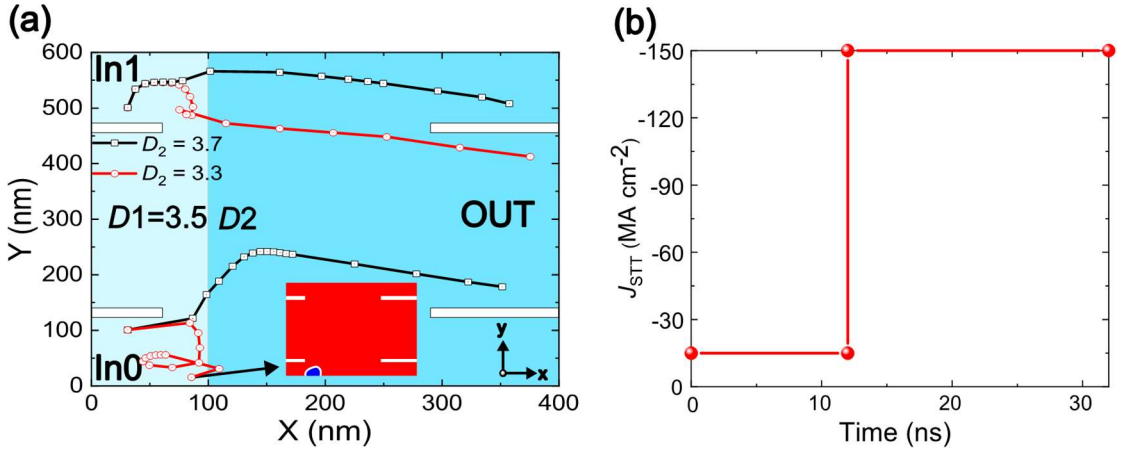 (a)
600
500
400
300
200
100
0
Y (nm)
In1
D₂ = 3.7
D₂ = 3.3
D1=3.5 D2
OUT
In0
y
x
0 100 200 300 400
X (nm)
(b)
-150
-120
-90
-60
-30
0
J_STT (MA cm⁻²)
0 10 20 30
Time (ns)